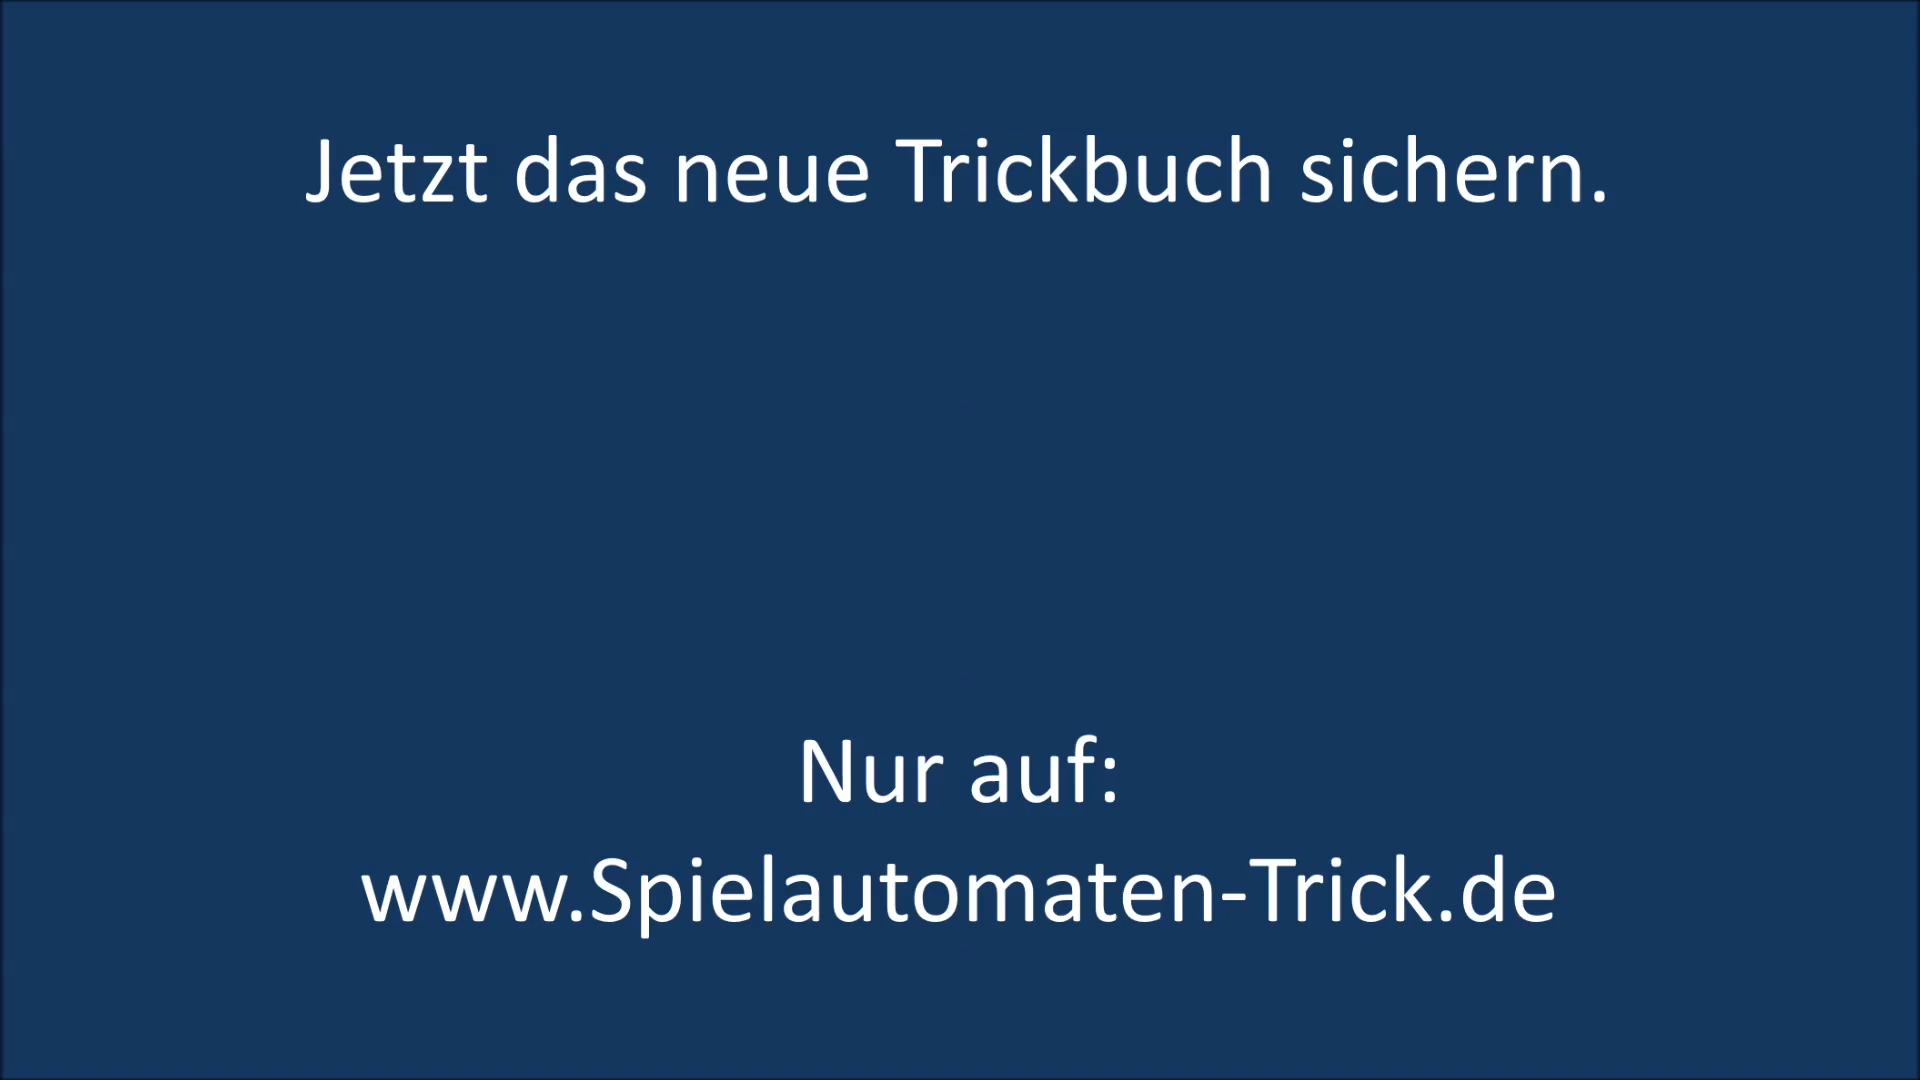 Jetzt das neue Trickbuch sichern.
Nur auf:
www.Spielautomaten-Trick.de